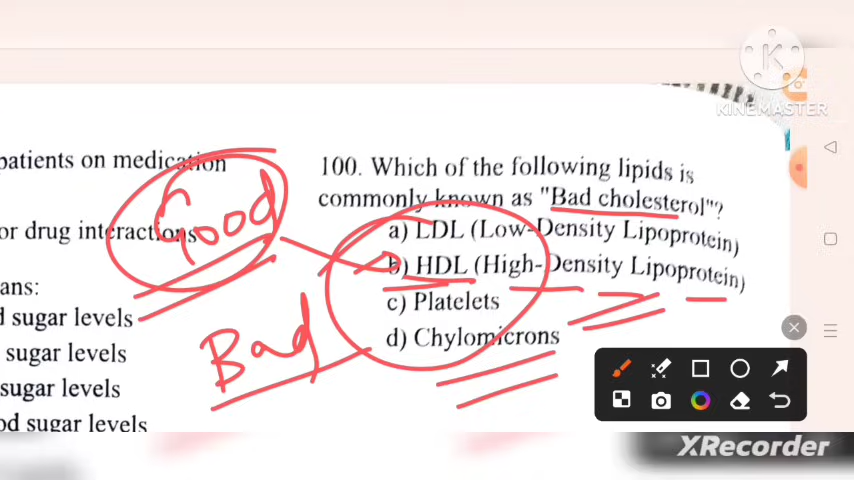 KINEMASTER
patients on medication
or drug interactions
ans:
d sugar levels
sugar levels
sugar levels
od sugar levels
Good
Bad
100. Which of the following lipids is
commonly known as "Bad cholesterol"?
a) LDL (Low-Density Lipoprotein)
b) HDL (High-Density Lipoprotein)
c) Platelets
d) Chylomicrons
XRecorder